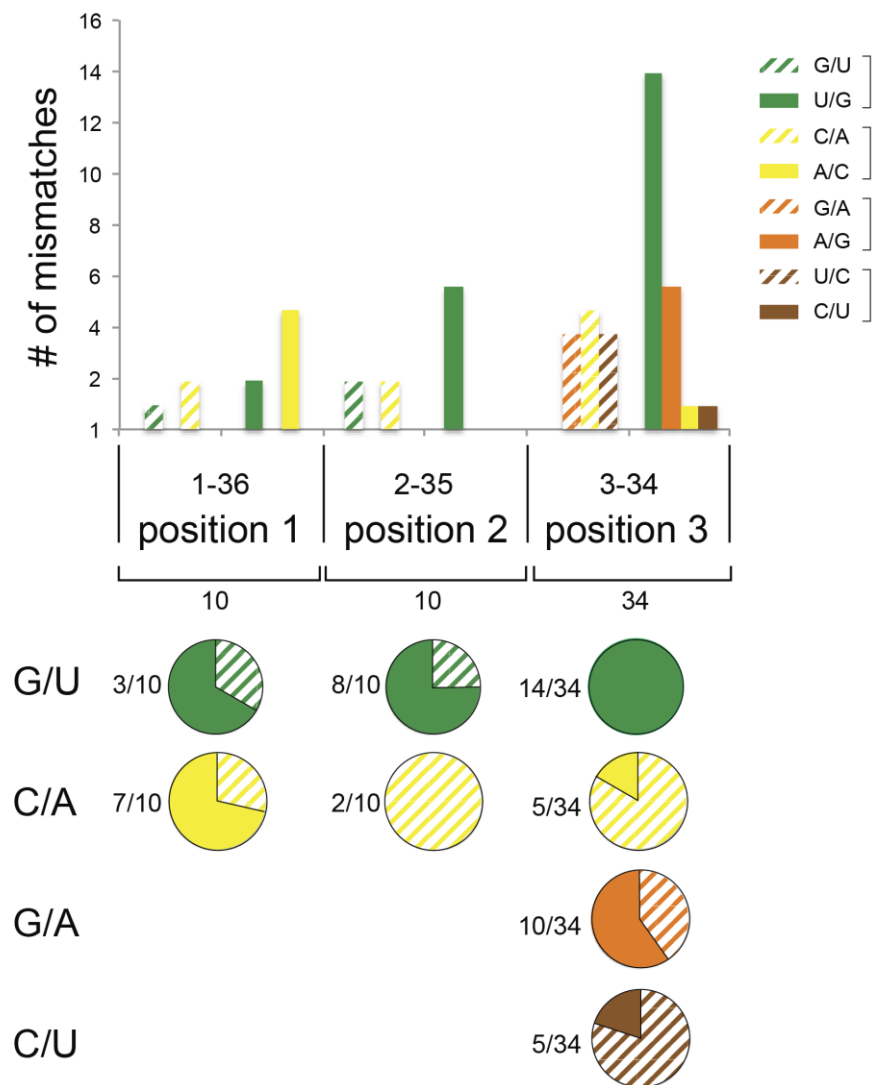 16
14
12
10
8
6
4
2
1
# of mismatches
G/U
U/G
C/A
A/C
G/A
A/G
U/C
C/U
1-36 2-35 3-34
position 1 position 2 position 3
10 10 34
G/U 3/10 8/10 14/34
C/A 7/10 2/10 5/34
G/A 10/34
C/U 5/34